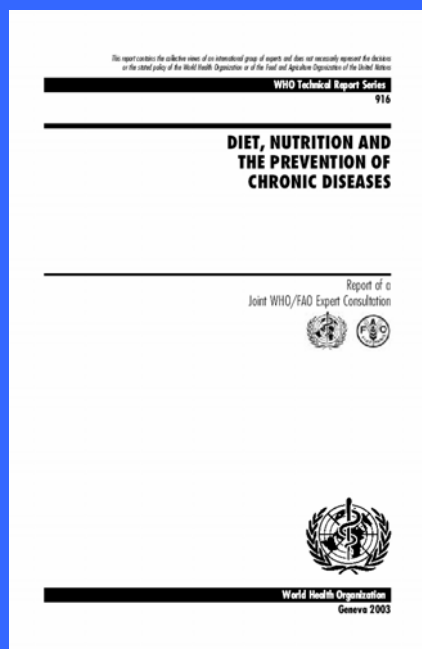 This report contains the collective views of an international group of experts and does not necessarily represent the decisions
or the stated policy of the World Health Organization or of the Food and Agriculture Organization of the United Nations
WHO Technical Report Series
916
DIET, NUTRITION AND
THE PREVENTION OF
CHRONIC DISEASES
Report of a
Joint WHO/FAO Expert Consultation
F A O
World Health Organization
Geneva 2003